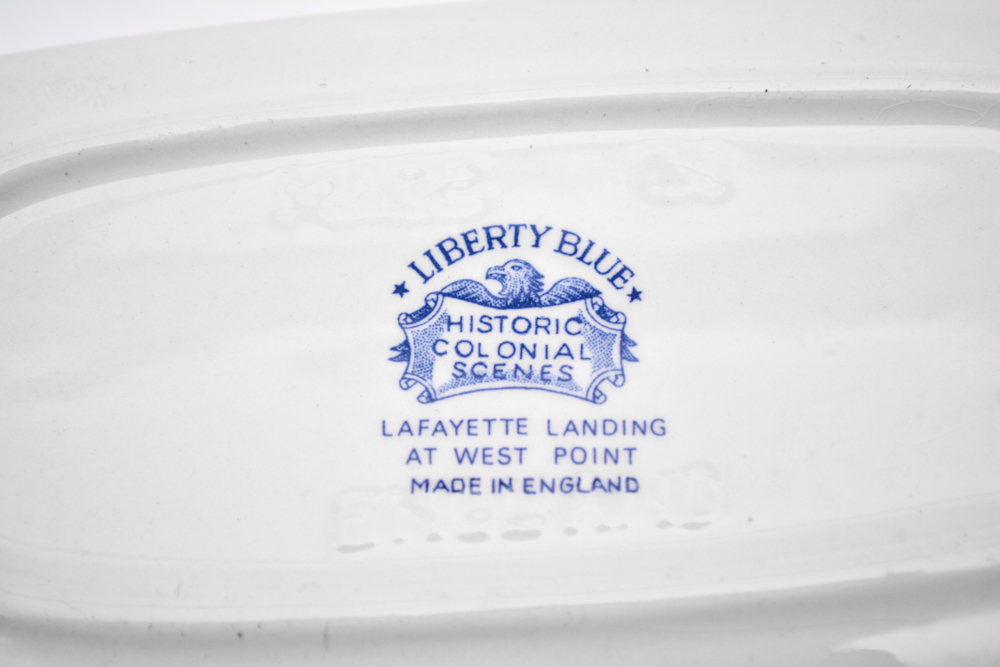 LIBERTY BLUE
HISTORIC
COLONIAL
SCENES
LAFAYETTE LANDING
AT WEST POINT
MADE IN ENGLAND